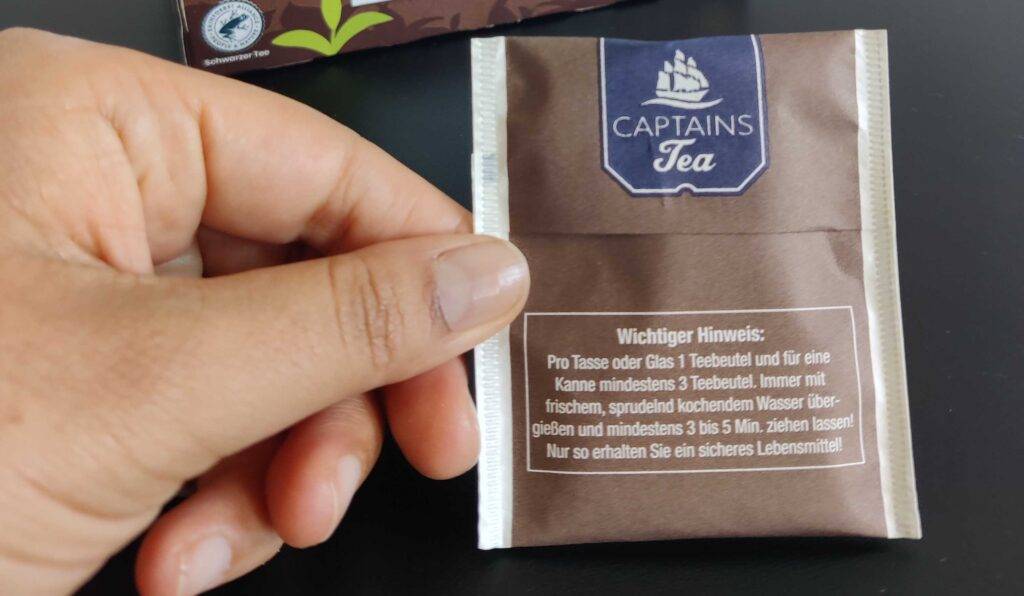 Schwarzer Tee
CAPTAINS
Tea
Wichtiger Hinweis:
Pro Tasse oder Glas 1 Teebeutel und für eine
Kanne mindestens 3 Teebeutel. Immer mit
frischem, sprudelnd kochendem Wasser über-
gießen und mindestens 3 bis 5 Min. ziehen lassen!
Nur so erhalten Sie ein sicheres Lebensmittel!